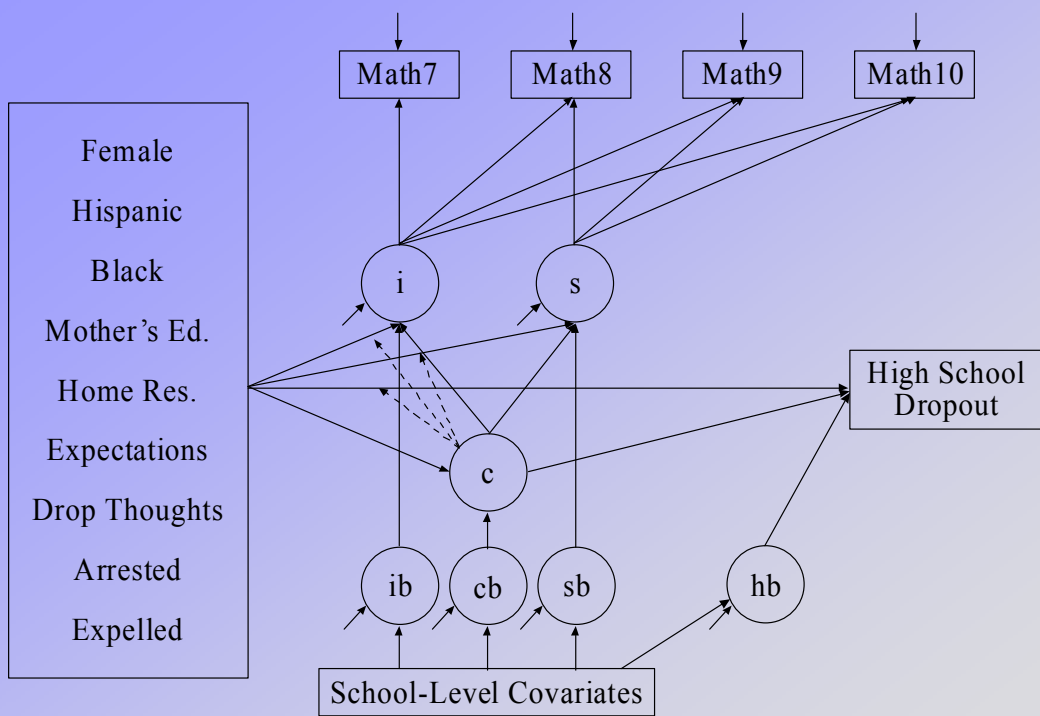 Math7
Math8
Math9
Math10
Female
Hispanic
Black
Mother's Ed.
Home Res.
Expectations
Drop Thoughts
Arrested
Expelled
i
s
High School
Dropout
c
ib
cb
sb
hb
School-Level Covariates